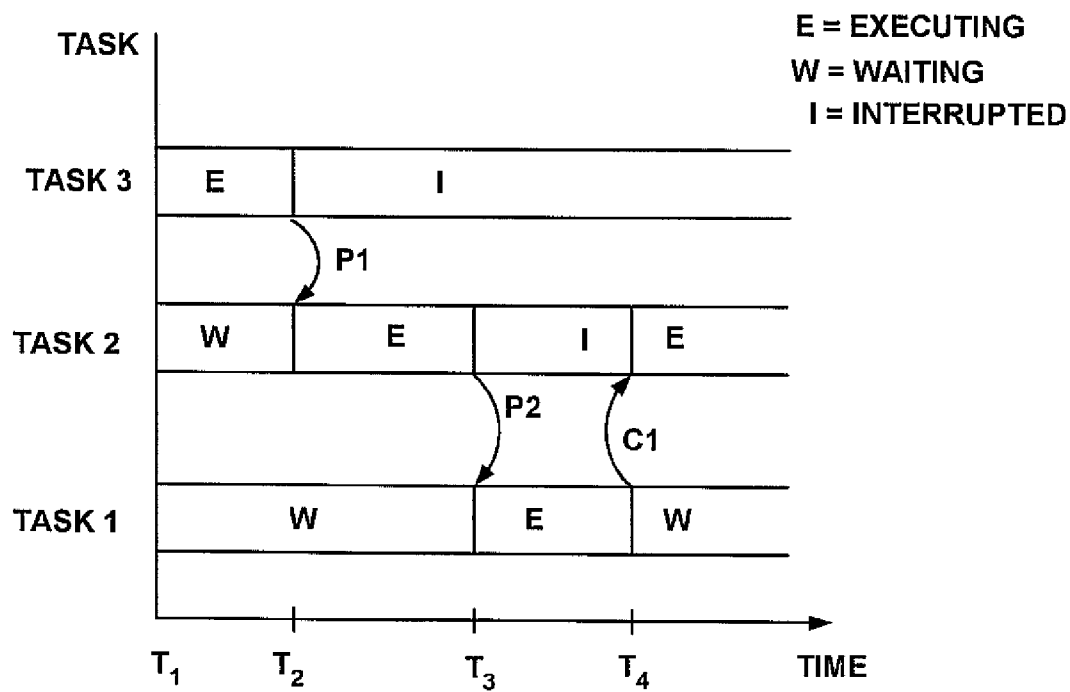 TASK
E = EXECUTING
W = WAITING
I = INTERRUPTED
TASK 3
E
I
P1
TASK 2
W
E
I
E
P2
C1
TASK 1
W
E
W
T1
T2
T3
T4
TIME